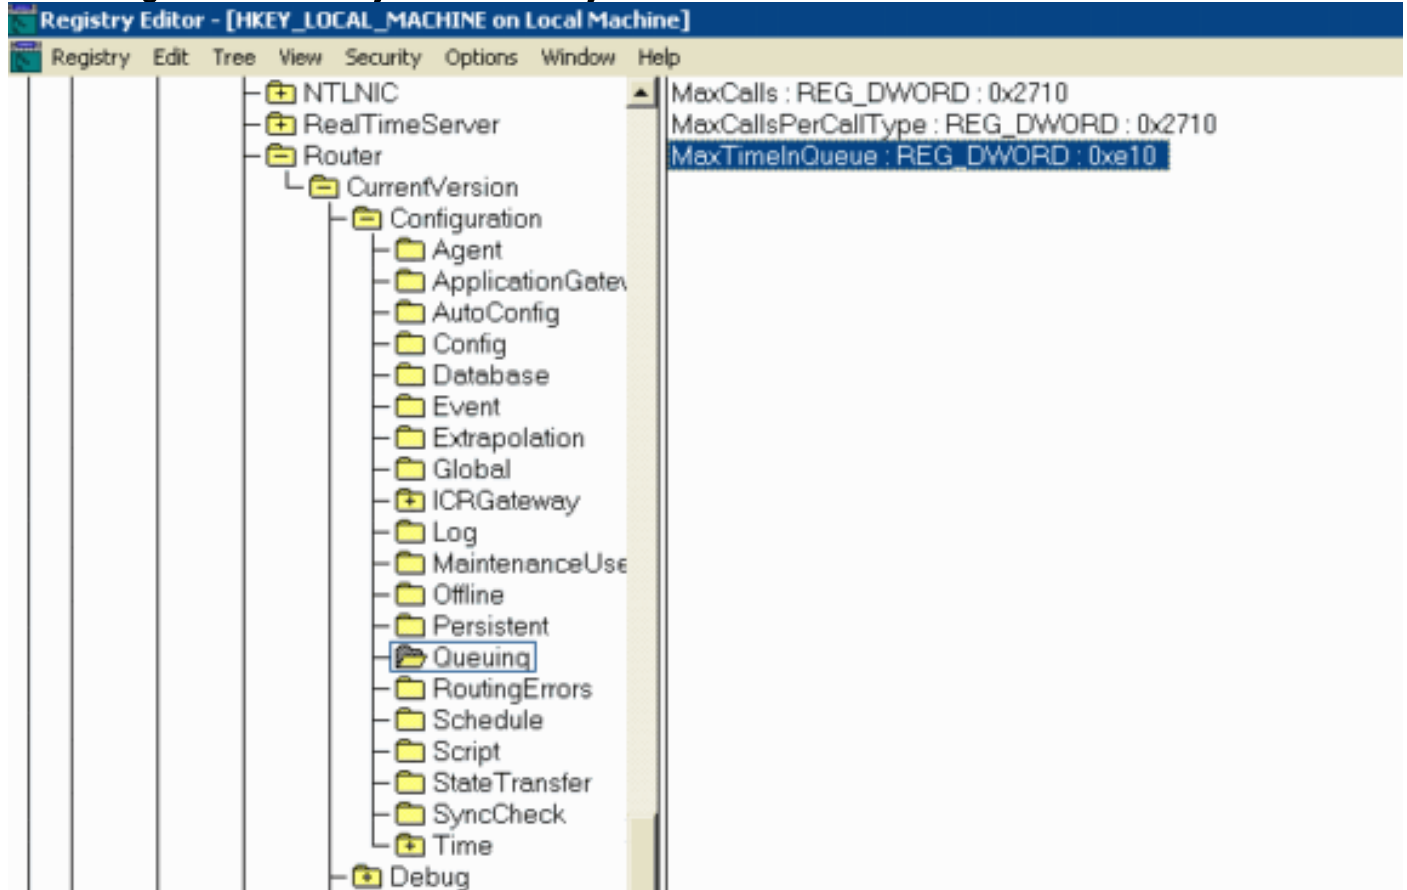 Registry Editor - [HKEY_LOCAL_MACHINE on Local Machine]
Registry Edit Tree View Security Options Window Help
NTLNIC
RealTimeServer
Router
CurrentVersion
Configuration
Agent
ApplicationGatew
AutoConfig
Config
Database
Event
Extrapolation
Global
ICRGateway
Log
MaintenanceUse
Offline
Persistent
Queuing
RoutingErrors
Schedule
Script
StateTransfer
SyncCheck
Time
Debug
MaxCalls : REG_DWORD : 0x2710
MaxCallsPerCallType : REG_DWORD : 0x2710
MaxTimeInQueue : REG_DWORD : 0xe10